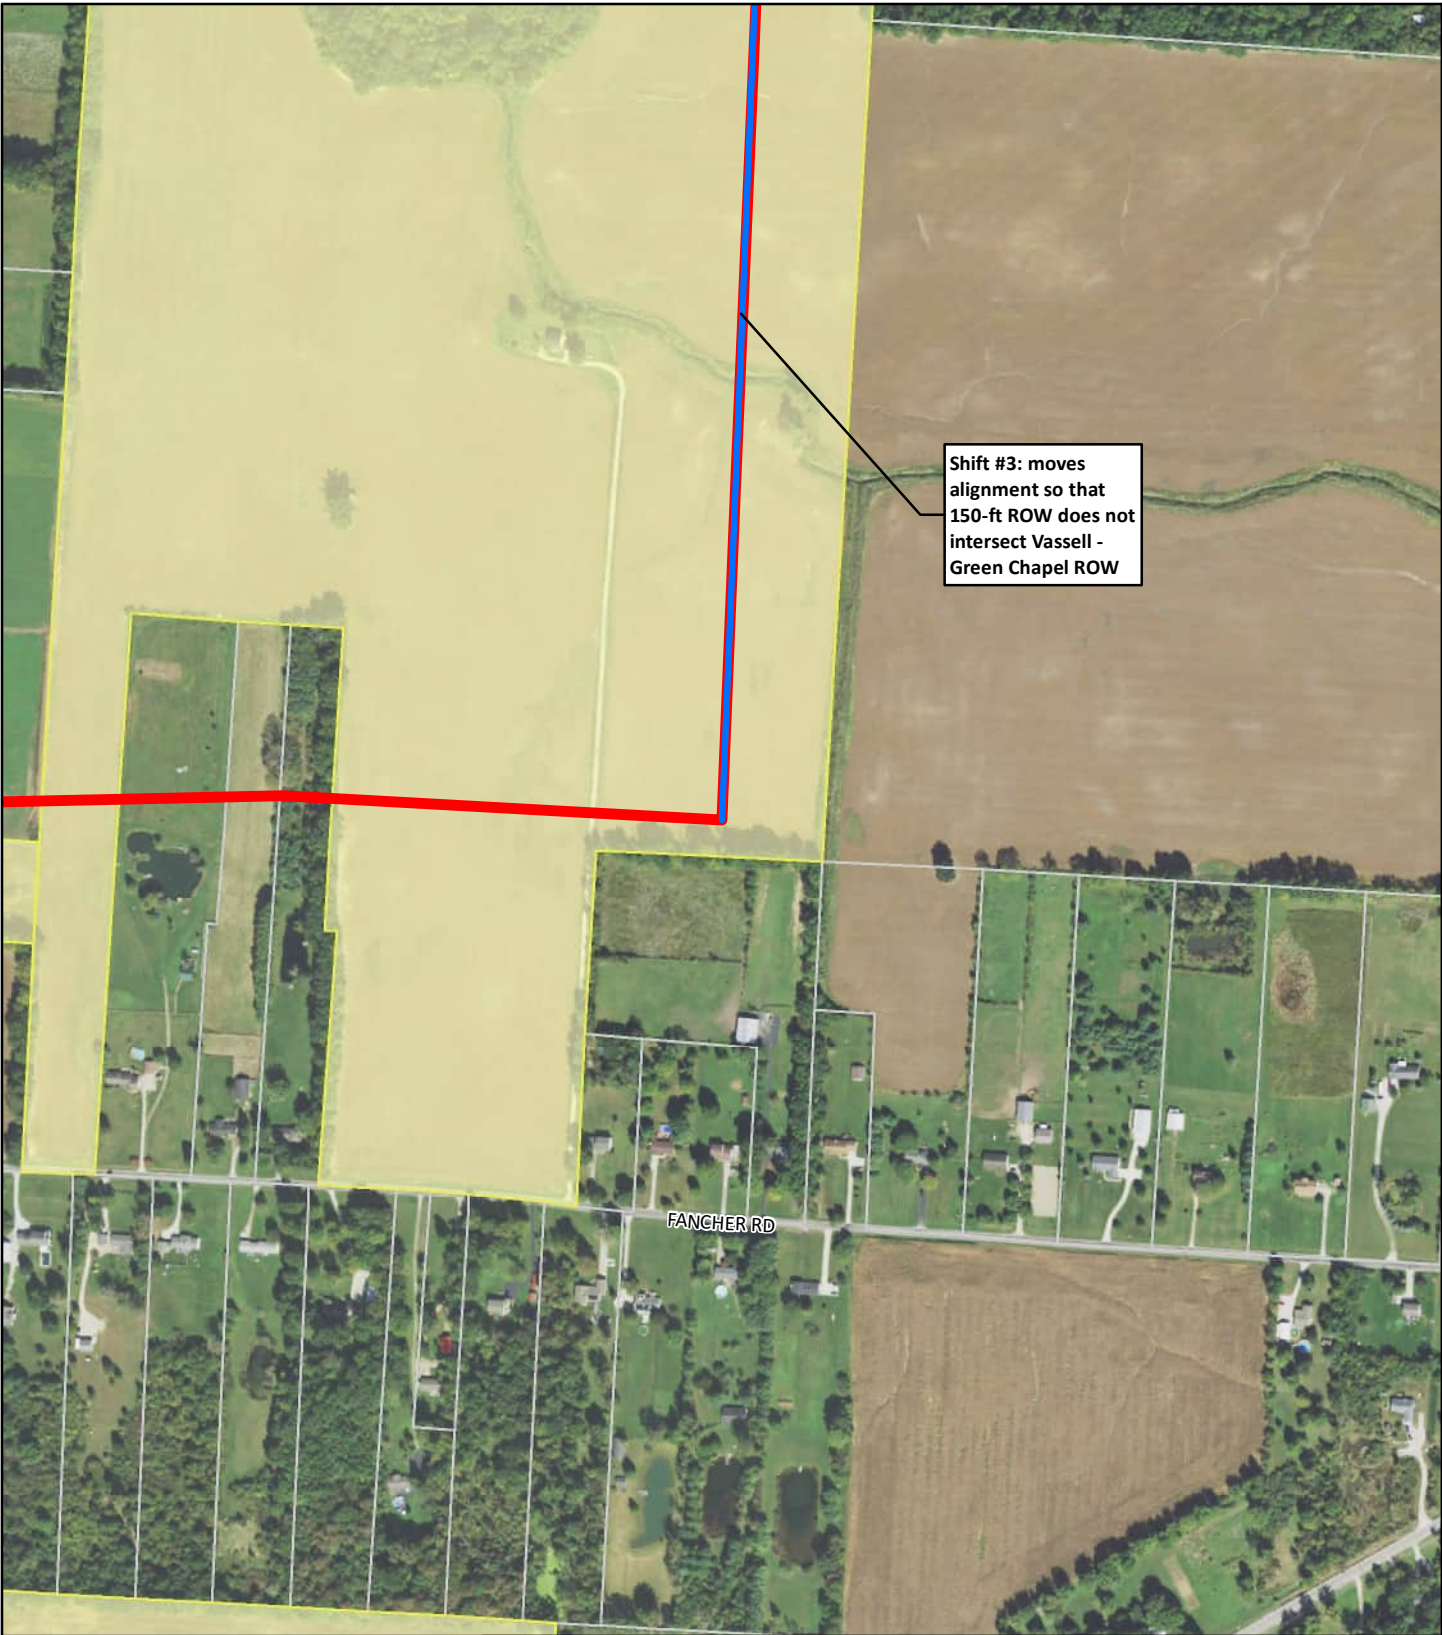 Shift #3: moves
alignment so that
150-ft ROW does not
intersect Vassell -
Green Chapel ROW
FANCHER RD